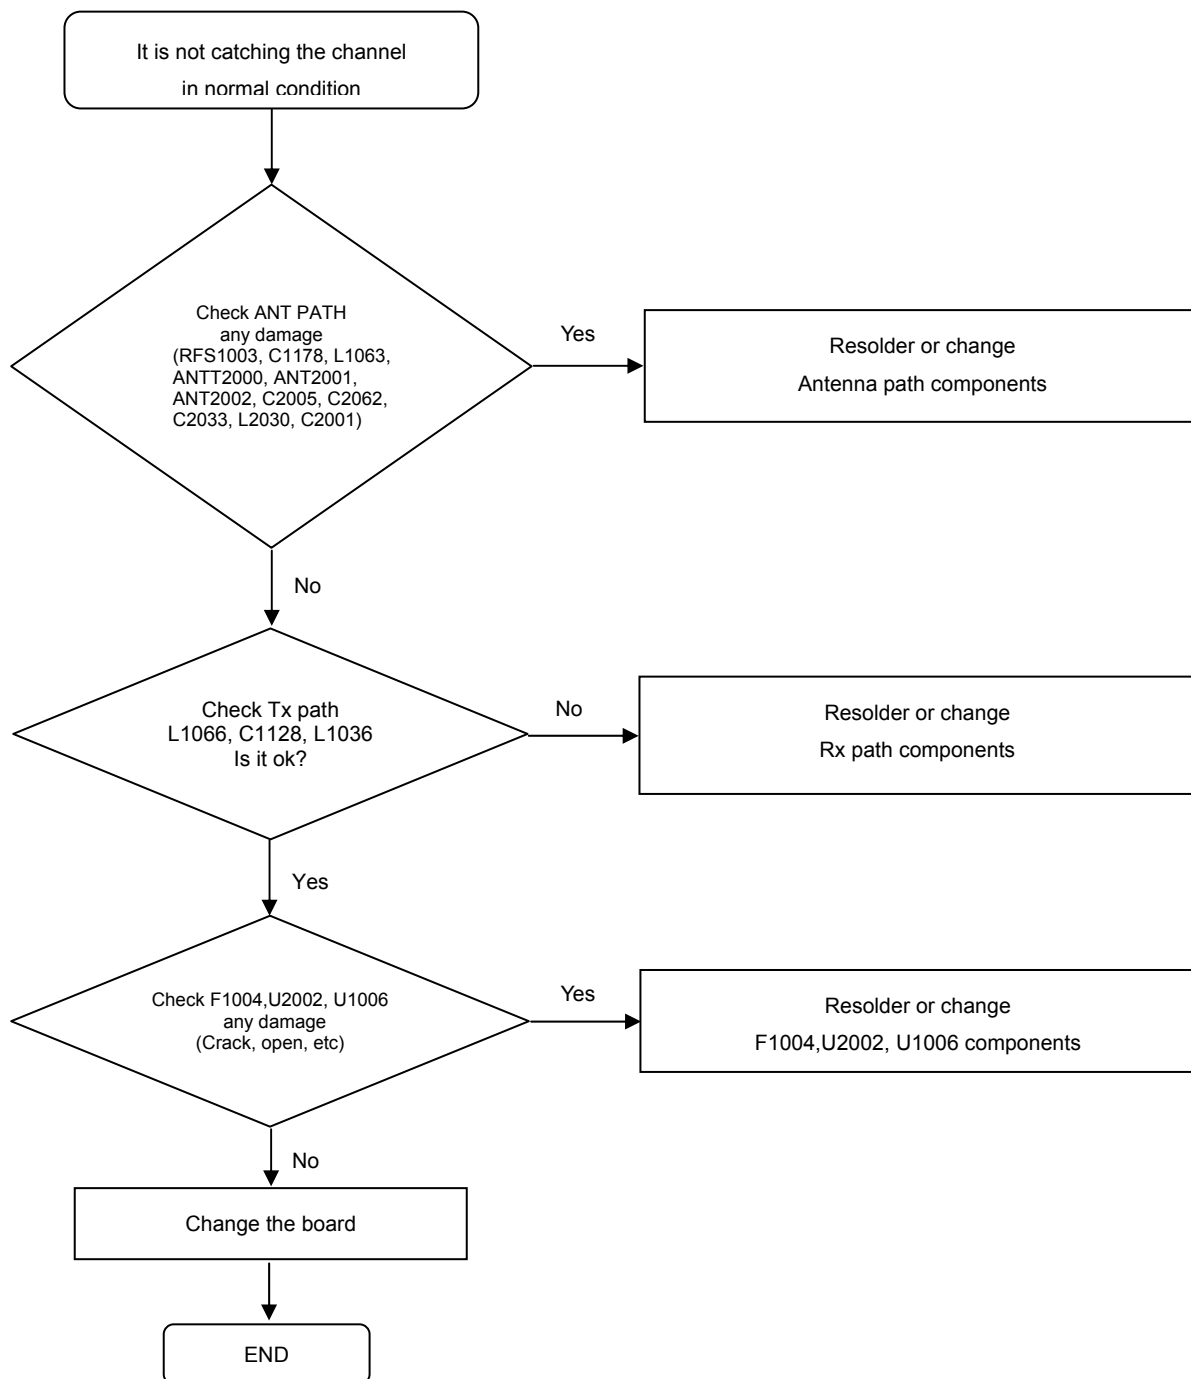 It is not catching the channel
in normal condition
Check ANT PATH
any damage
(RFS1003, C1178, L1063,
ANTT2000, ANT2001,
ANT2002, C2005, C2062,
C2033, L2030, C2001)
Yes
Resolder or change
Antenna path components
No
Check Tx path
L1066, C1128, L1036
Is it ok?
No
Resolder or change
Rx path components
Yes
Check F1004,U2002, U1006
any damage
(Crack, open, etc)
Yes
Resolder or change
F1004,U2002, U1006 components
No
Change the board
END